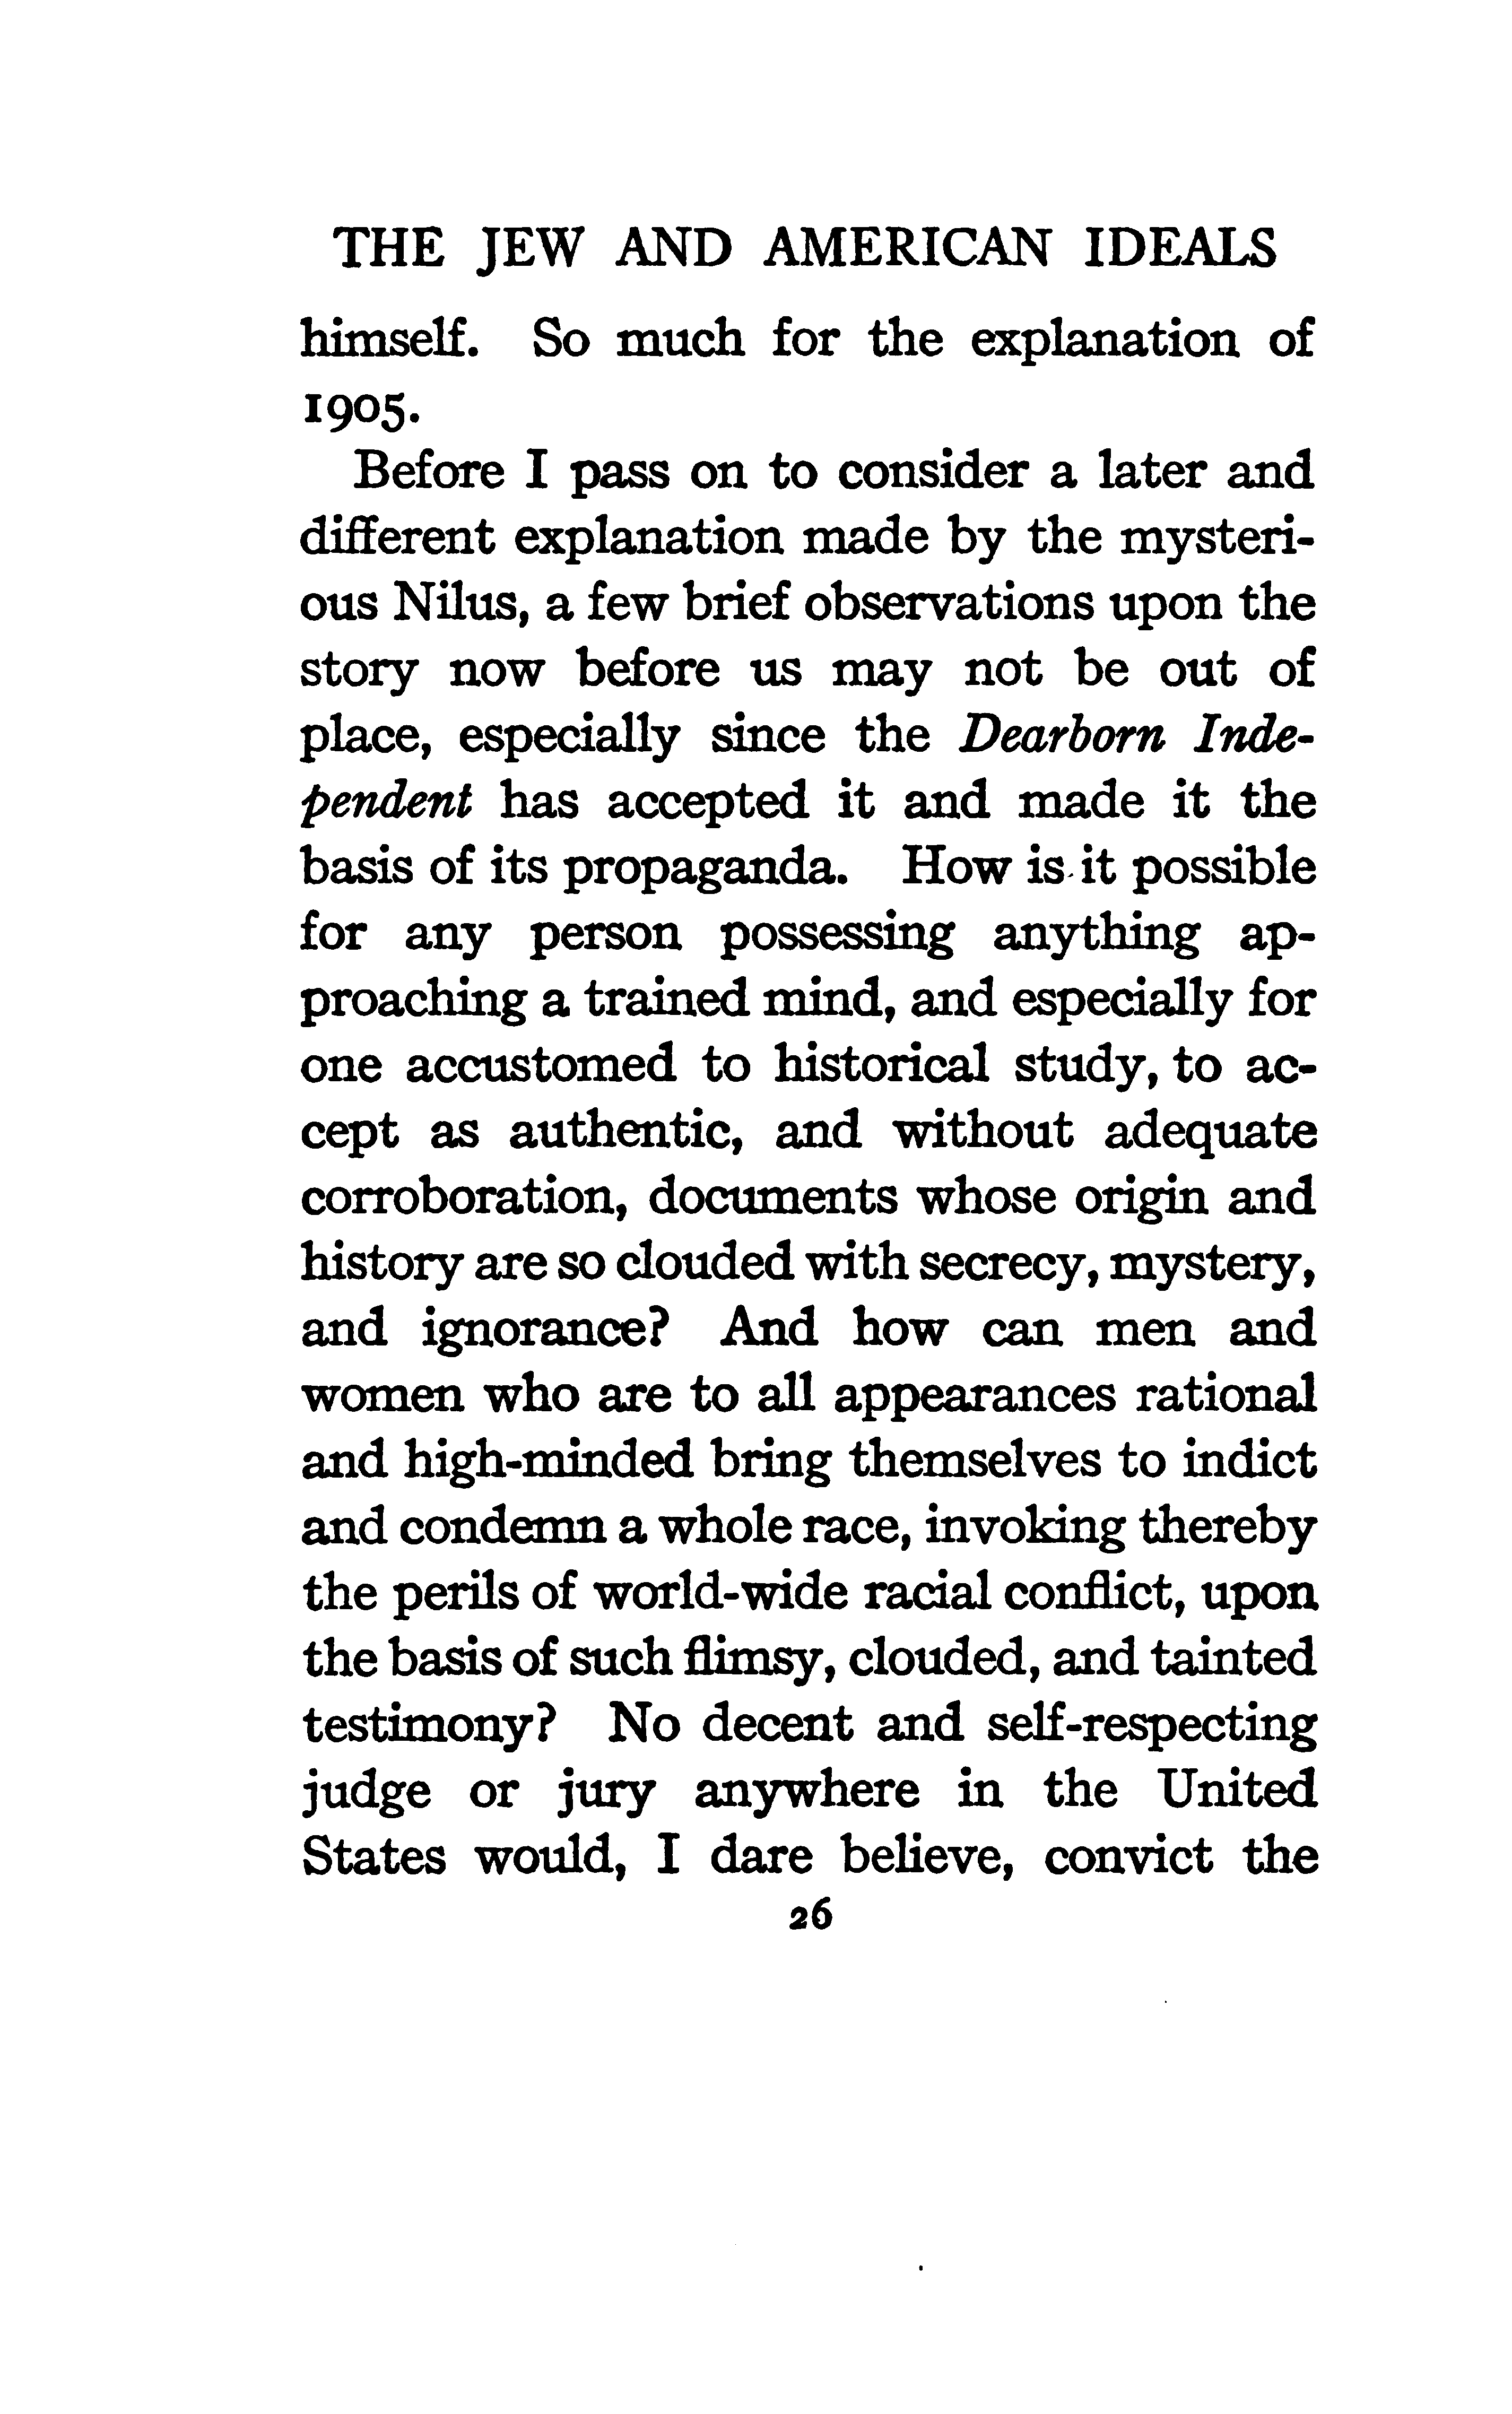 THE JEW AND AMERICAN IDEALS
himself. So much for the explanation of
1905.
Before I pass on to consider a later and
different explanation made by the mysteri-
ous Nilus, a few brief observations upon the
story now before us may not be out of
place, especially since the Dearborn Inde-
pendent has accepted it and made it the
basis of its propaganda. How is it possible
for any person possessing anything ap-
proaching a trained mind, and especially for
one accustomed to historical study, to ac-
cept as authentic, and without adequate
corroboration, documents whose origin and
history are so clouded with secrecy, mystery,
and ignorance? And how can men and
women who are to all appearances rational
and high-minded bring themselves to indict
and condemn a whole race, invoking thereby
the perils of world-wide racial conflict, upon
the basis of such flimsy, clouded, and tainted
testimony? No decent and self-respecting
judge or jury anywhere in the United
States would, I dare believe, convict the
26